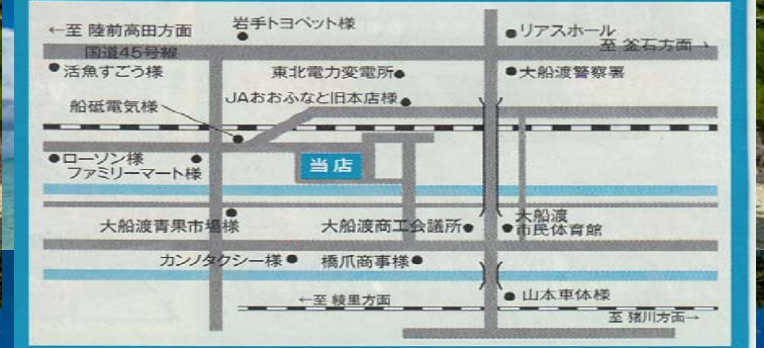 ←至 陸前高田方面
岩手トヨペット様
リアスホール
至 釜石方面→
国道45号線
活魚すごう様
東北電力変電所
大船渡警察署
JAおおふなと旧本店様
船砥電気様
ローソン様
ファミリーマート様
当店
大船渡青果市場様
大船渡商工会議所
大船渡
市民体育館
カンノタクシー様
橋爪商事様
←至 綾里方面
山本車体様
至 猪川方面→